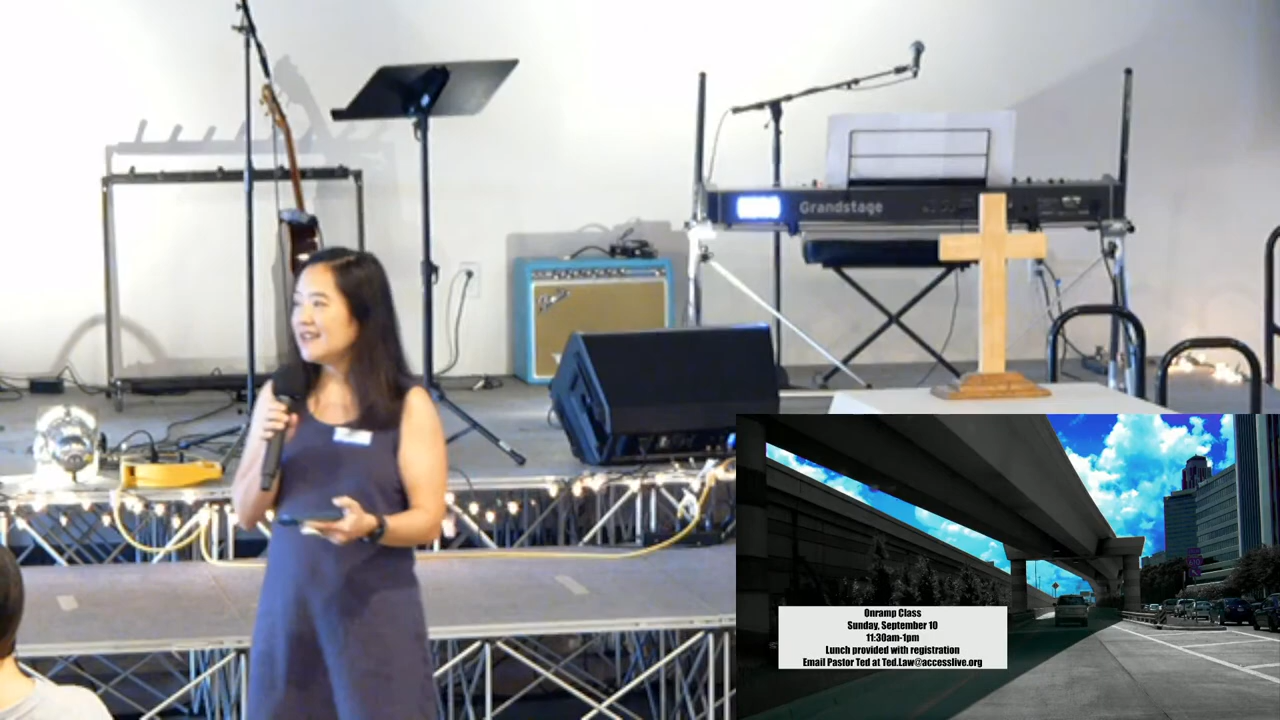 Grandstage
Fender
Onramp Class
Sunday, September 10
11:30am-1pm
Lunch provided with registration
Email Pastor Ted at Ted.Law@accesslive.org